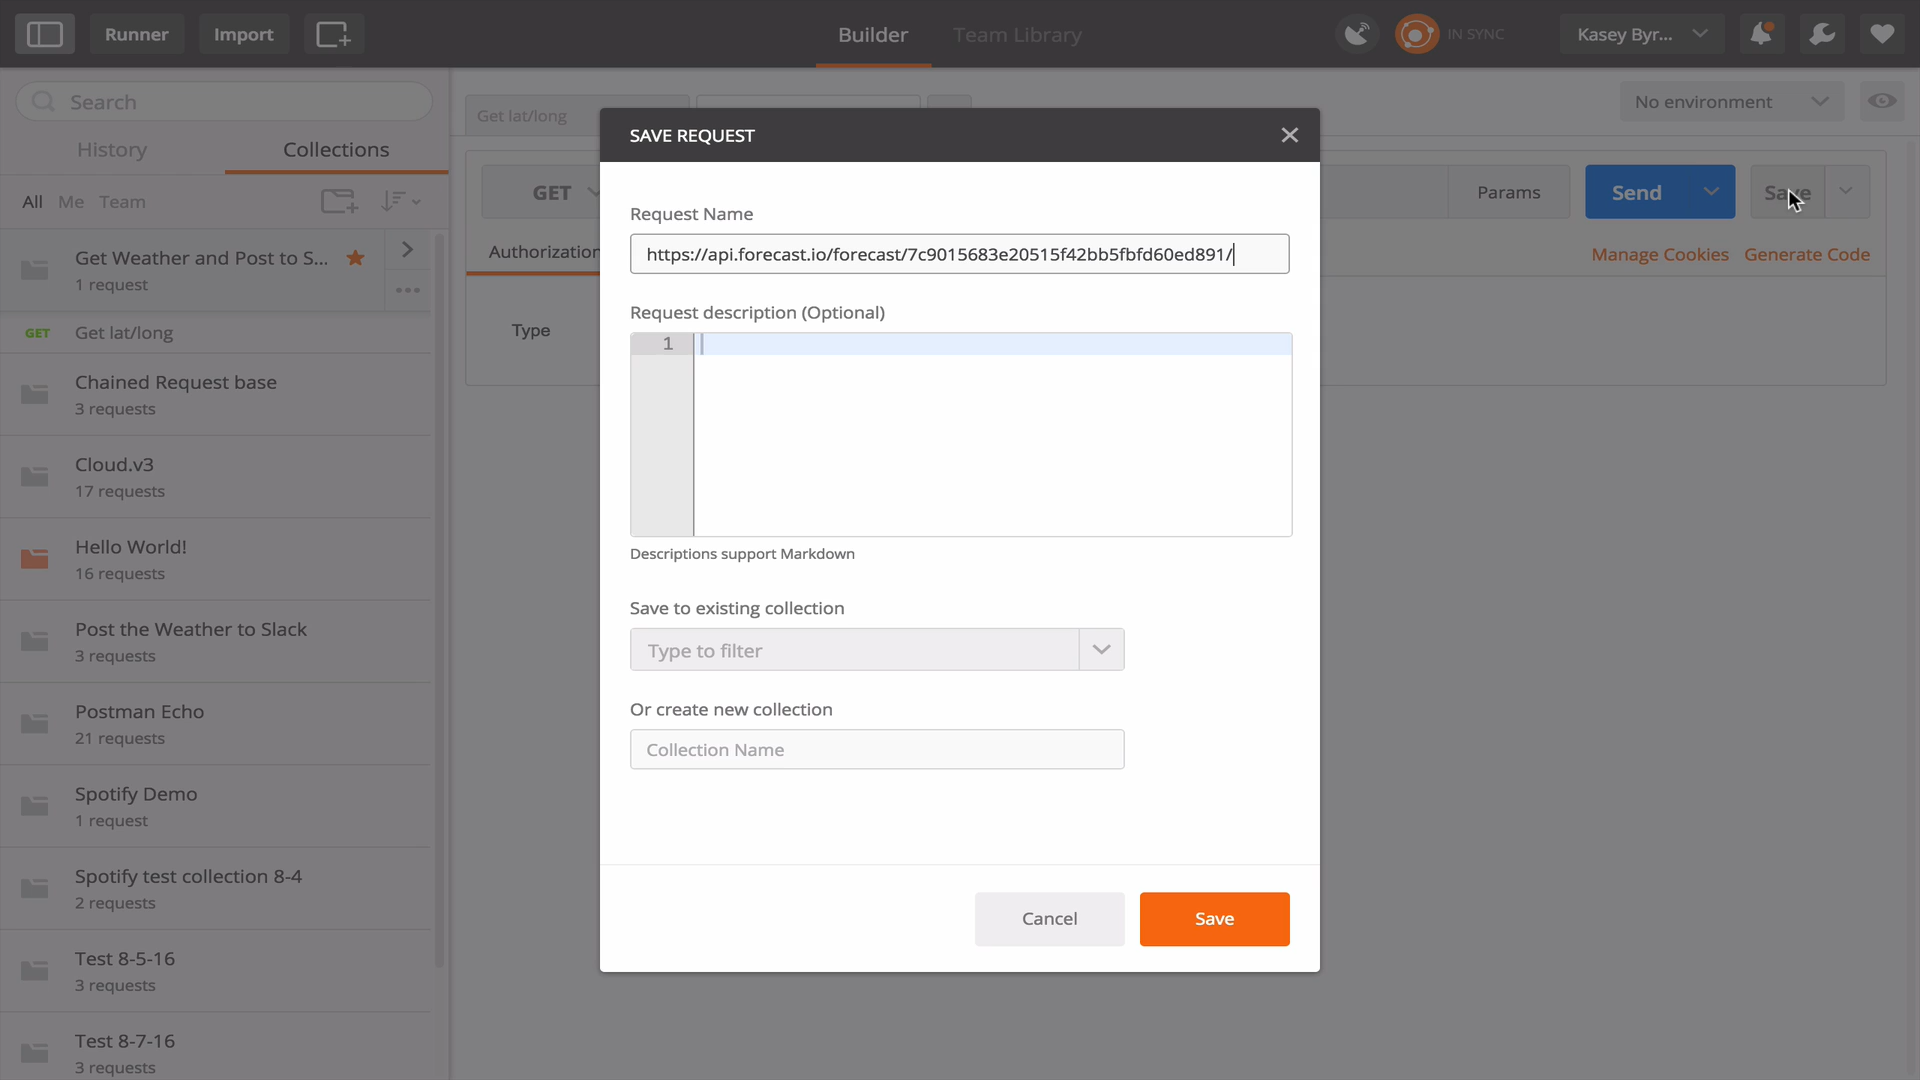 Runner
Import
Builder
Team Library
IN SYNC
Kasey Byr...
Search
History
Collections
All
Me
Team
Get Weather and Post to S...
1 request
GET
Get lat/long
Chained Request base
3 requests
Cloud.v3
17 requests
Hello World!
16 requests
Post the Weather to Slack
3 requests
Postman Echo
21 requests
Spotify Demo
1 request
Spotify test collection 8-4
2 requests
Test 8-5-16
3 requests
Test 8-7-16
3 requests
Get lat/long
No environment
GET
Params
Send
Save
Authorization
Manage Cookies
Generate Code
Type
SAVE REQUEST
Request Name
https://api.forecast.io/forecast/7c9015683e20515f42bb5fbfd60ed891/
Request description (Optional)
1
Descriptions support Markdown
Save to existing collection
Type to filter
Or create new collection
Collection Name
Cancel
Save